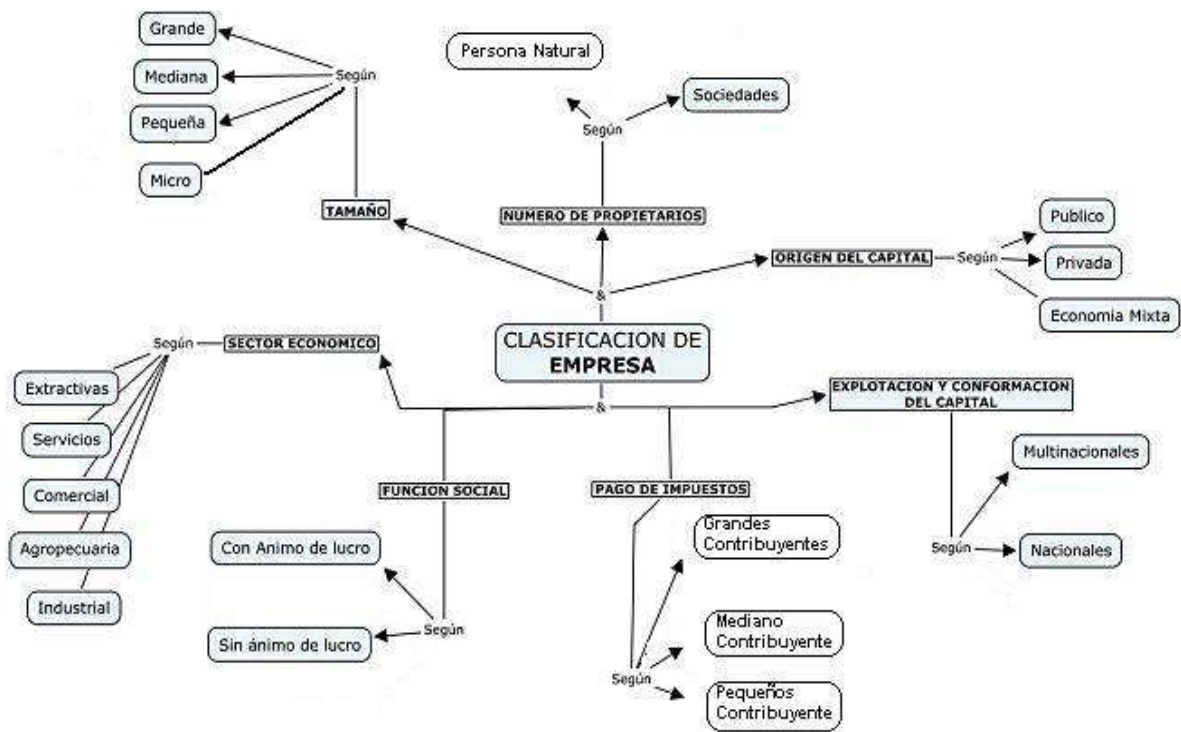 Grande
Mediana
Pequeña
Micro
Según
TAMAÑO
Persona Natural
Sociedades
Según
NUMERO DE PROPIETARIOS
ORIGEN DEL CAPITAL
Según
Publico
Privada
Economia Mixta
&
CLASIFICACION DE
EMPRESA
&
SECTOR ECONOMICO
Según
Extractivas
Servicios
Comercial
Agropecuaria
Industrial
FUNCION SOCIAL
Con Animo de lucro
Sin ánimo de lucro
Según
PAGO DE IMPUESTOS
Según
Grandes
Contribuyentes
Mediano
Contribuyente
Pequeños
Contribuyente
EXPLOTACION Y CONFORMACION
DEL CAPITAL
Según
Multinacionales
Nacionales